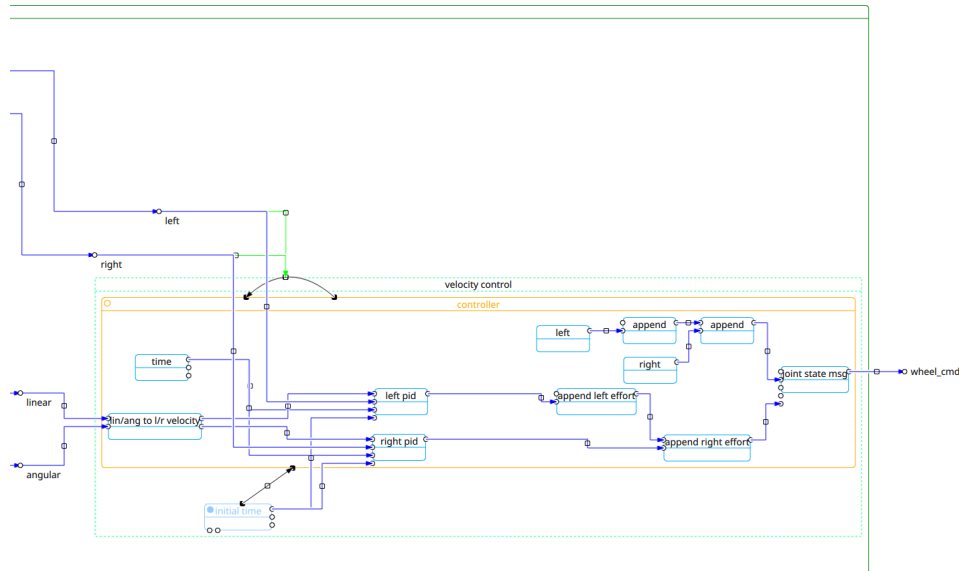 left
right
velocity control
controller
left
append
append
time
right
joint state msg
wheel_cmd
linear
left pid
append left effort
lin/ang to l/r velocity
right pid
append right effort
angular
initial time